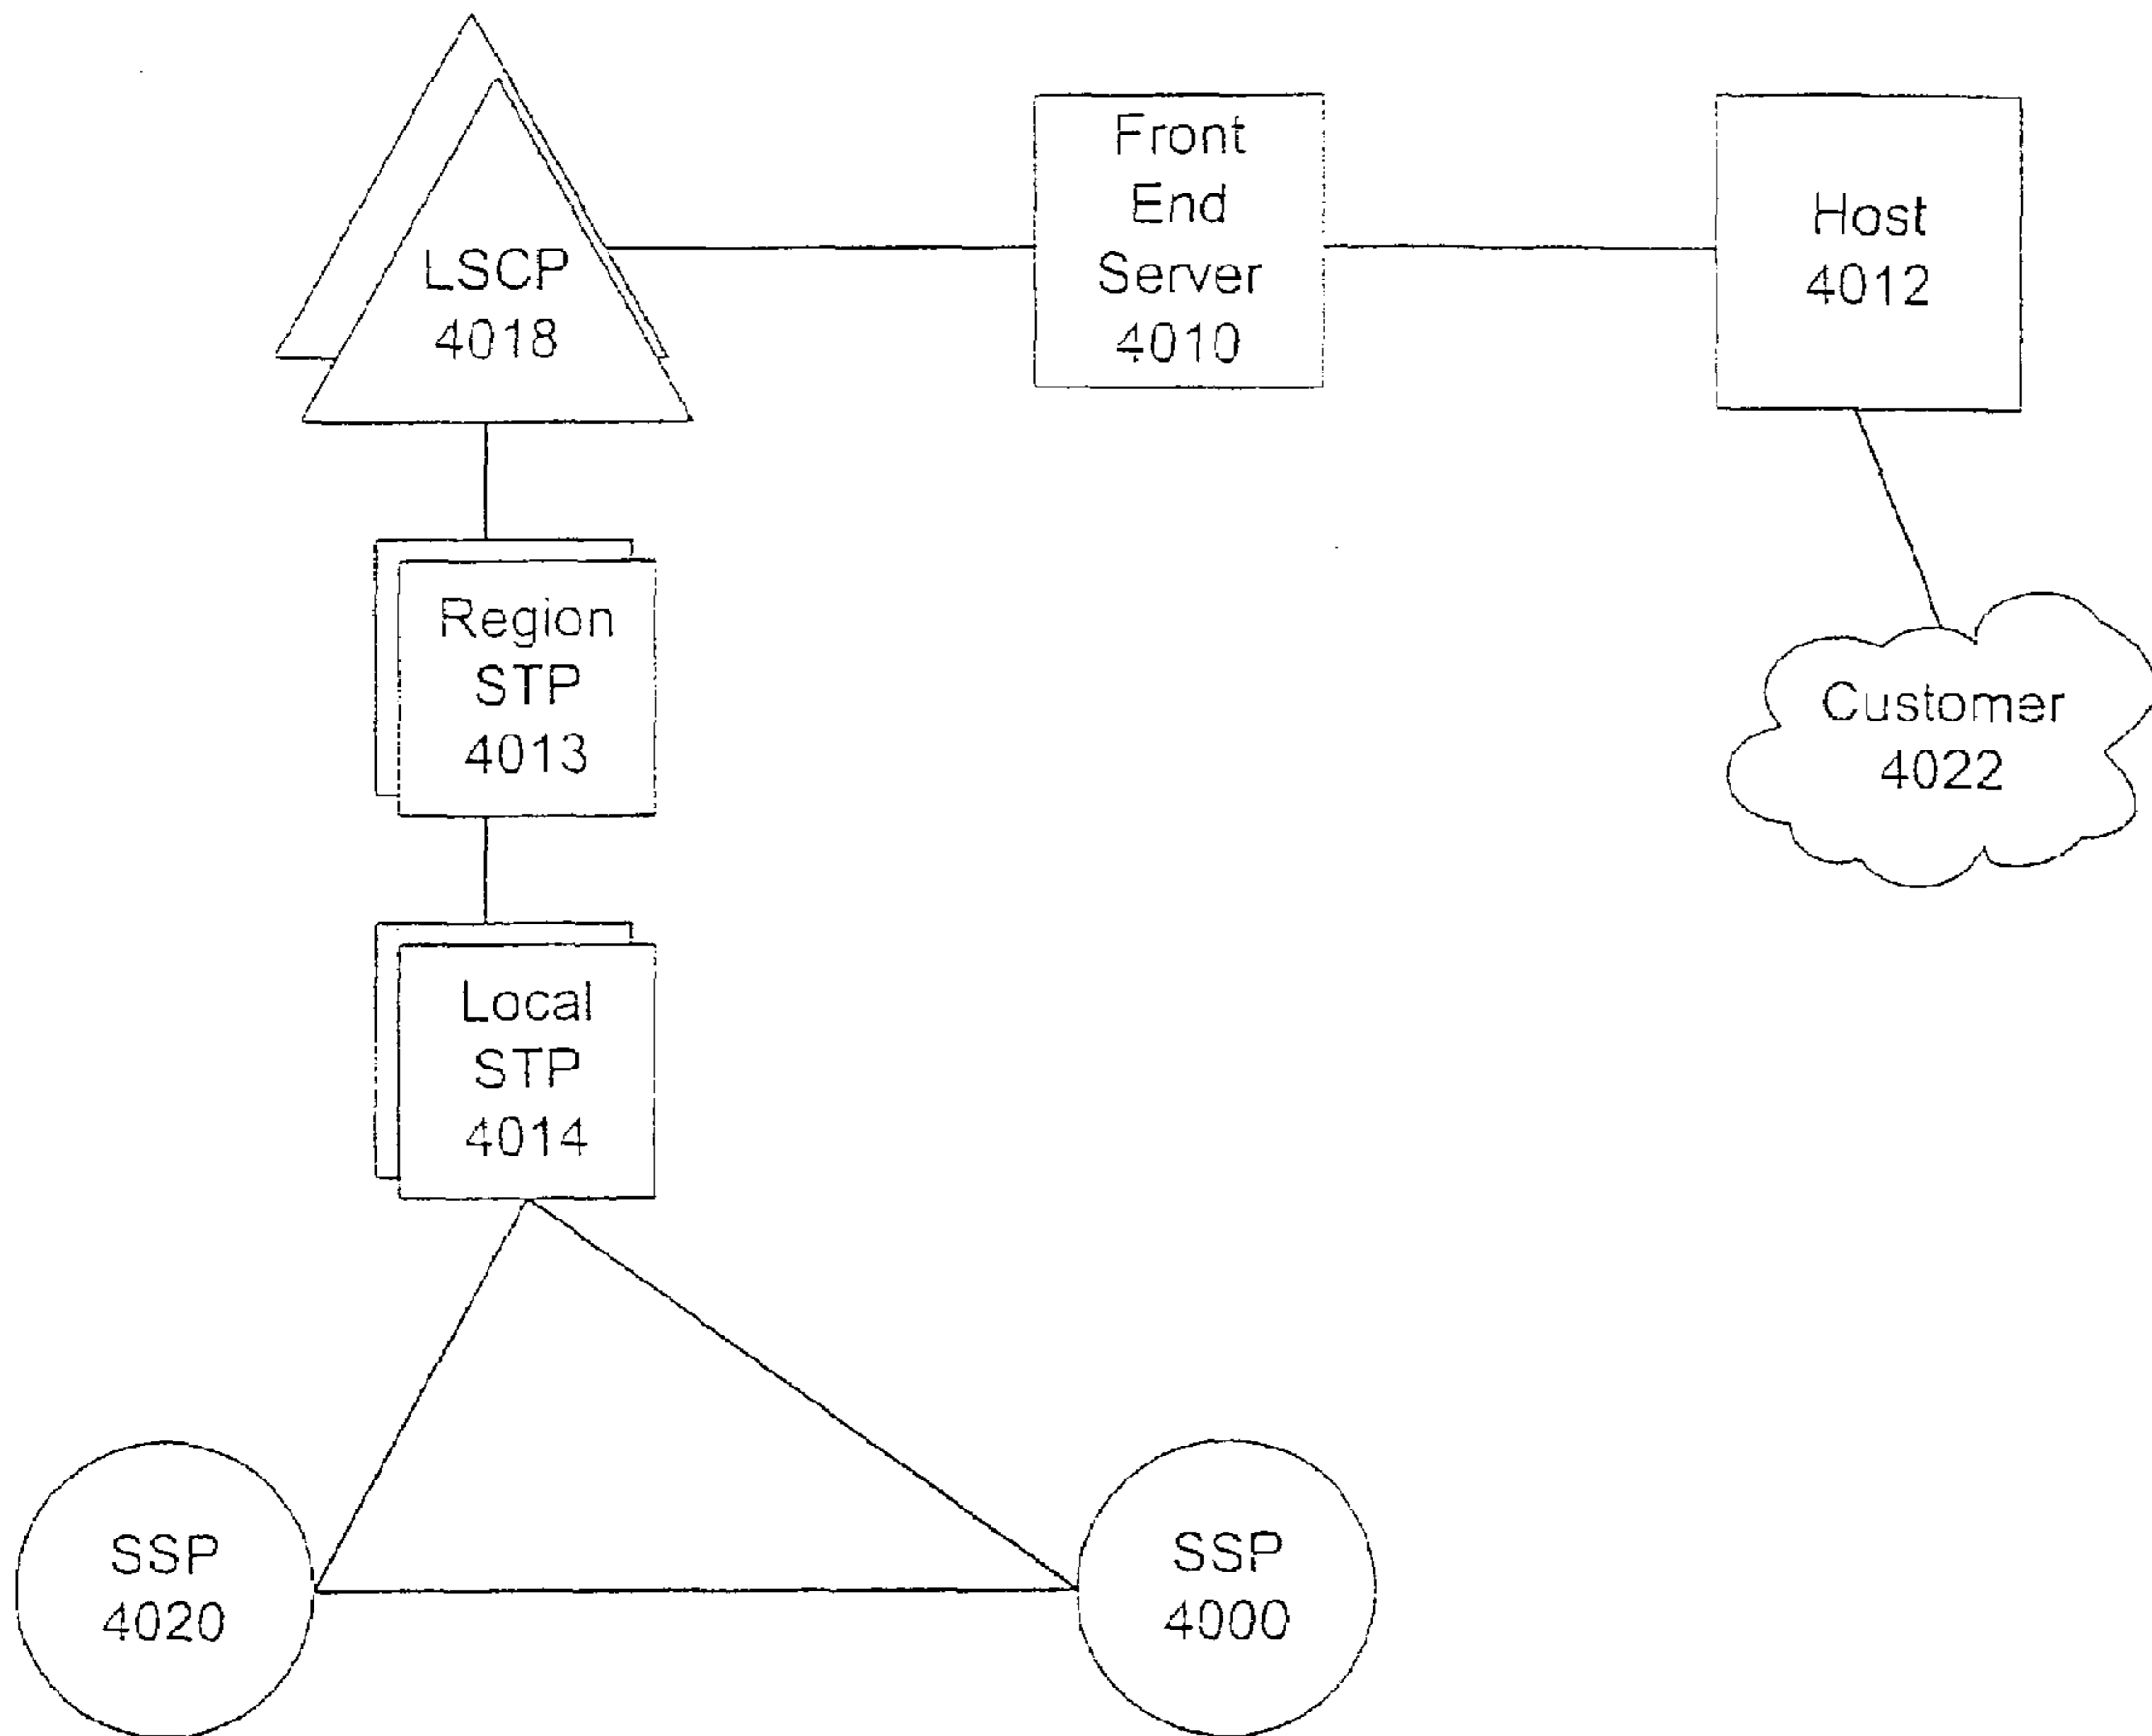 LSCP
4018
Front
End
Server
4010
Host
4012
Region
STP
4013
Customer
4022
Local
STP
4014
SSP
4020
SSP
4000